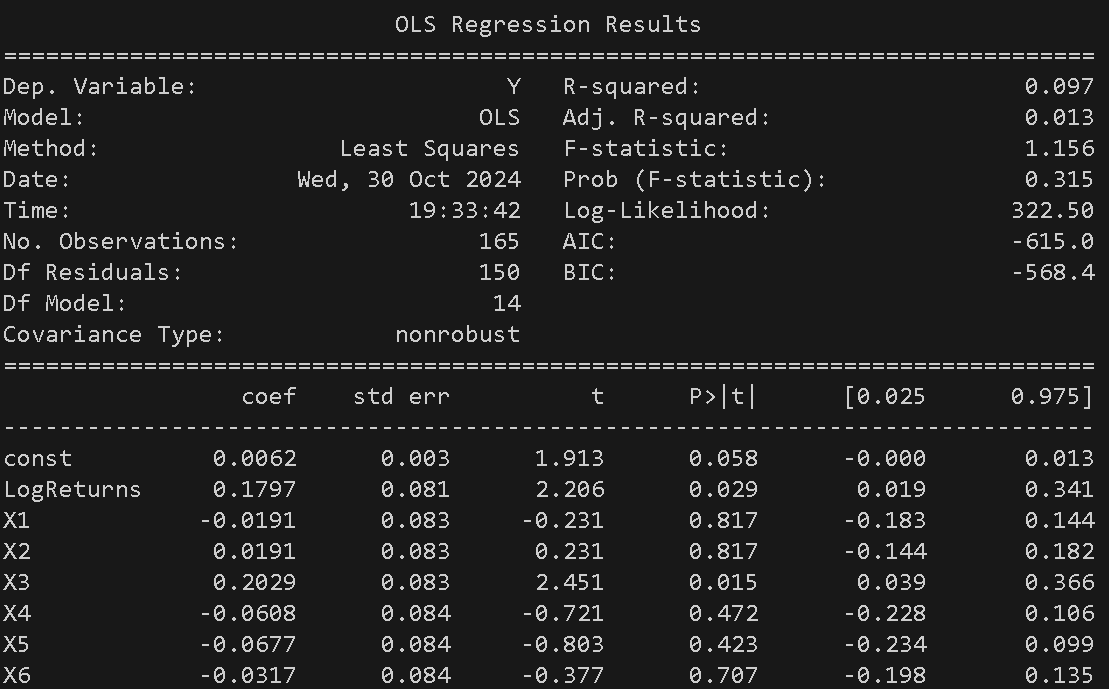 OLS Regression Results
==============================================================================
Dep. Variable: Y R-squared: 0.097
Model: OLS Adj. R-squared: 0.013
Method: Least Squares F-statistic: 1.156
Date: Wed, 30 Oct 2024 Prob (F-statistic): 0.315
Time: 19:33:42 Log-Likelihood: 322.50
No. Observations: 165 AIC: -615.0
Df Residuals: 150 BIC: -568.4
Df Model: 14
Covariance Type: nonrobust
==============================================================================
coef std err t P>|t| [0.025 0.975]
------------------------------------------------------------------------------
const 0.0062 0.003 1.913 0.058 -0.000 0.013
LogReturns 0.1797 0.081 2.206 0.029 0.019 0.341
X1 -0.0191 0.083 -0.231 0.817 -0.183 0.144
X2 0.0191 0.083 0.231 0.817 -0.144 0.182
X3 0.2029 0.083 2.451 0.015 0.039 0.366
X4 -0.0608 0.084 -0.721 0.472 -0.228 0.106
X5 -0.0677 0.084 -0.803 0.423 -0.234 0.099
X6 -0.0317 0.084 -0.377 0.707 -0.198 0.135